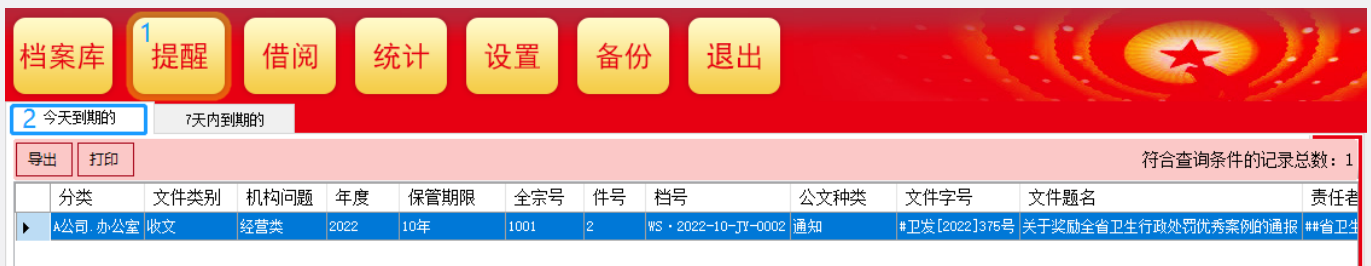 档案库 1 提醒 借阅 统计 设置 备份 退出
2 今天到期的 7天内到期的
导出 打印 符合查询条件的记录总数：1
分类 文件类别 机构问题 年度 保管期限 全宗号 件号 档号 公文种类 文件字号 文件题名 责任者
A公司.办公室 收文 经营类 2022 10年 1001 2 WS·2022-10-JY-0002 通知 #卫发[2022]375号 关于奖励全省卫生行政处罚优秀案例的通报 ##省卫生